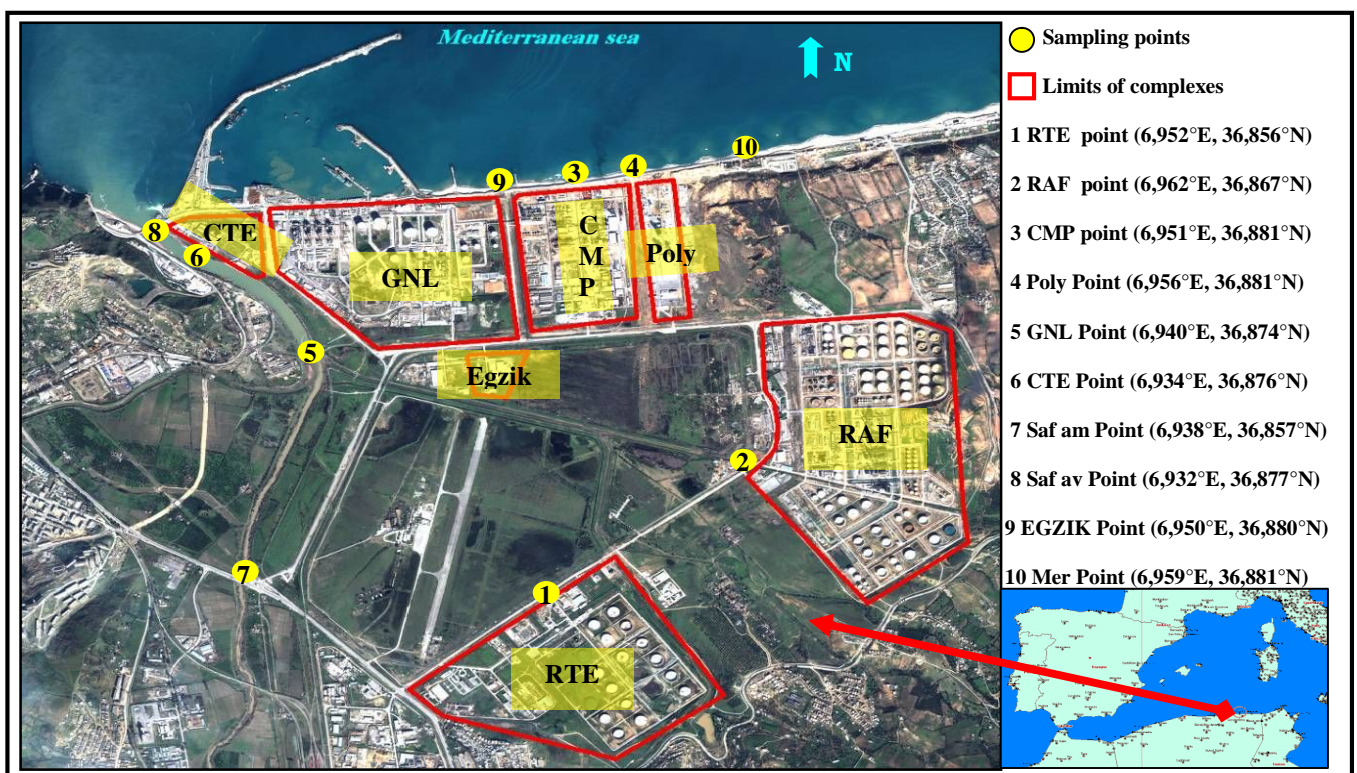 Mediterranean sea
N
10
4
3
9
8
6
CTE
GNL
C
M
P
Poly
5
Egzik
RAF
2
7
1
RTE
Sampling points
Limits of complexes
1 RTE point (6,952°E, 36,856°N)
2 RAF point (6,962°E, 36,867°N)
3 CMP point (6,951°E, 36,881°N)
4 Poly Point (6,956°E, 36,881°N)
5 GNL Point (6,940°E, 36,874°N)
6 CTE Point (6,934°E, 36,876°N)
7 Saf am Point (6,938°E, 36,857°N)
8 Saf av Point (6,932°E, 36,877°N)
9 EGZIK Point (6,950°E, 36,880°N)
10 Mer Point (6,959°E, 36,881°N)